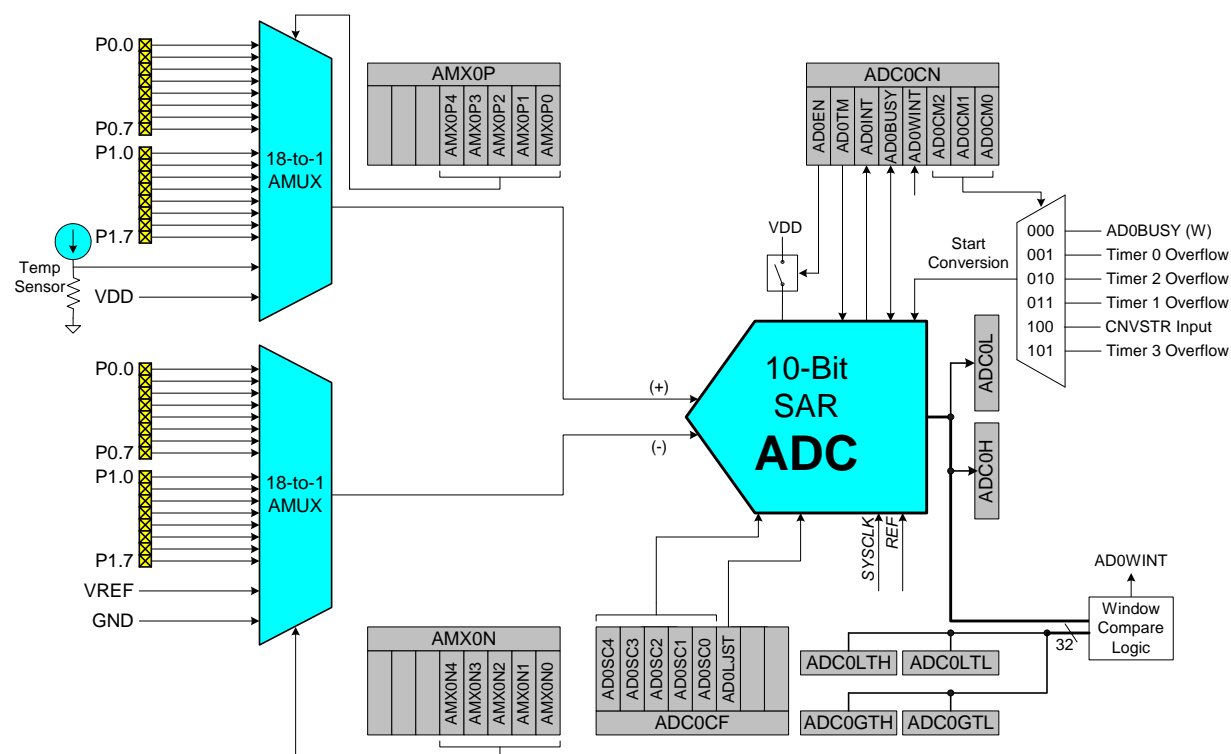 P0.0
P0.7
P1.0
P1.7
18-to-1
AMUX
Temp
Sensor
VDD
AMX0P
AMX0P4
AMX0P3
AMX0P2
AMX0P1
AMX0P0
ADC0CN
AD0EN
AD0TM
AD0INT
AD0BUSY
AD0WINT
AD0CM2
AD0CM1
AD0CM0
VDD
Start
Conversion
000 AD0BUSY (W)
001 Timer 0 Overflow
010 Timer 2 Overflow
011 Timer 1 Overflow
100 CNVSTR Input
101 Timer 3 Overflow
P0.0
P0.7
P1.0
P1.7
18-to-1
AMUX
VREF
GND
(+)
(-)
10-Bit
SAR
ADC
ADC0L
ADC0H
SYSCLK
REF
AMX0N
AMX0N4
AMX0N3
AMX0N2
AMX0N1
AMX0N0
AD0SC4
AD0SC3
AD0SC2
AD0SC1
AD0SC0
AD0LJST
ADC0CF
AD0WINT
Window
Compare
Logic
32
ADC0LTH
ADC0LTL
ADC0GTH
ADC0GTL